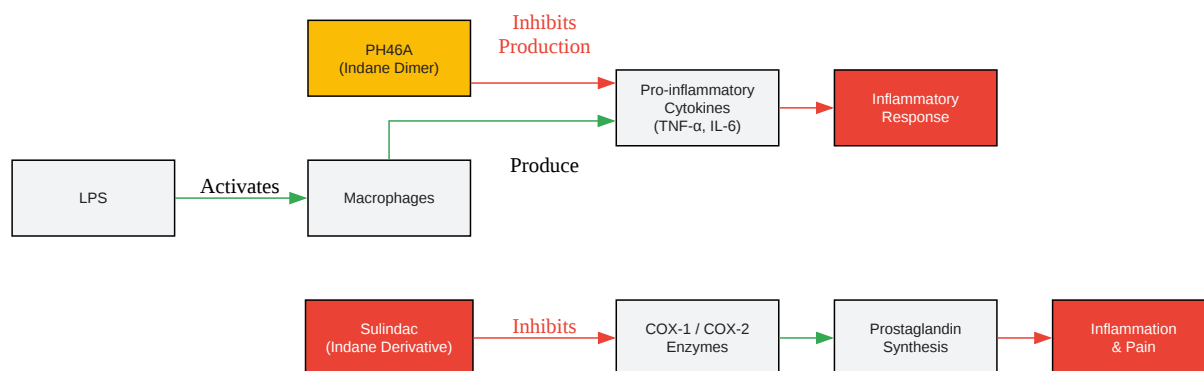 PH46A
(Indane Dimer)
Inhibits
Production
Pro-inflammatory
Cytokines
(TNF-α, IL-6)
Inflammatory
Response
LPS
Activates
Macrophages
Produce
Sulindac
(Indane Derivative)
Inhibits
COX-1 / COX-2
Enzymes
Prostaglandin
Synthesis
Inflammation
& Pain